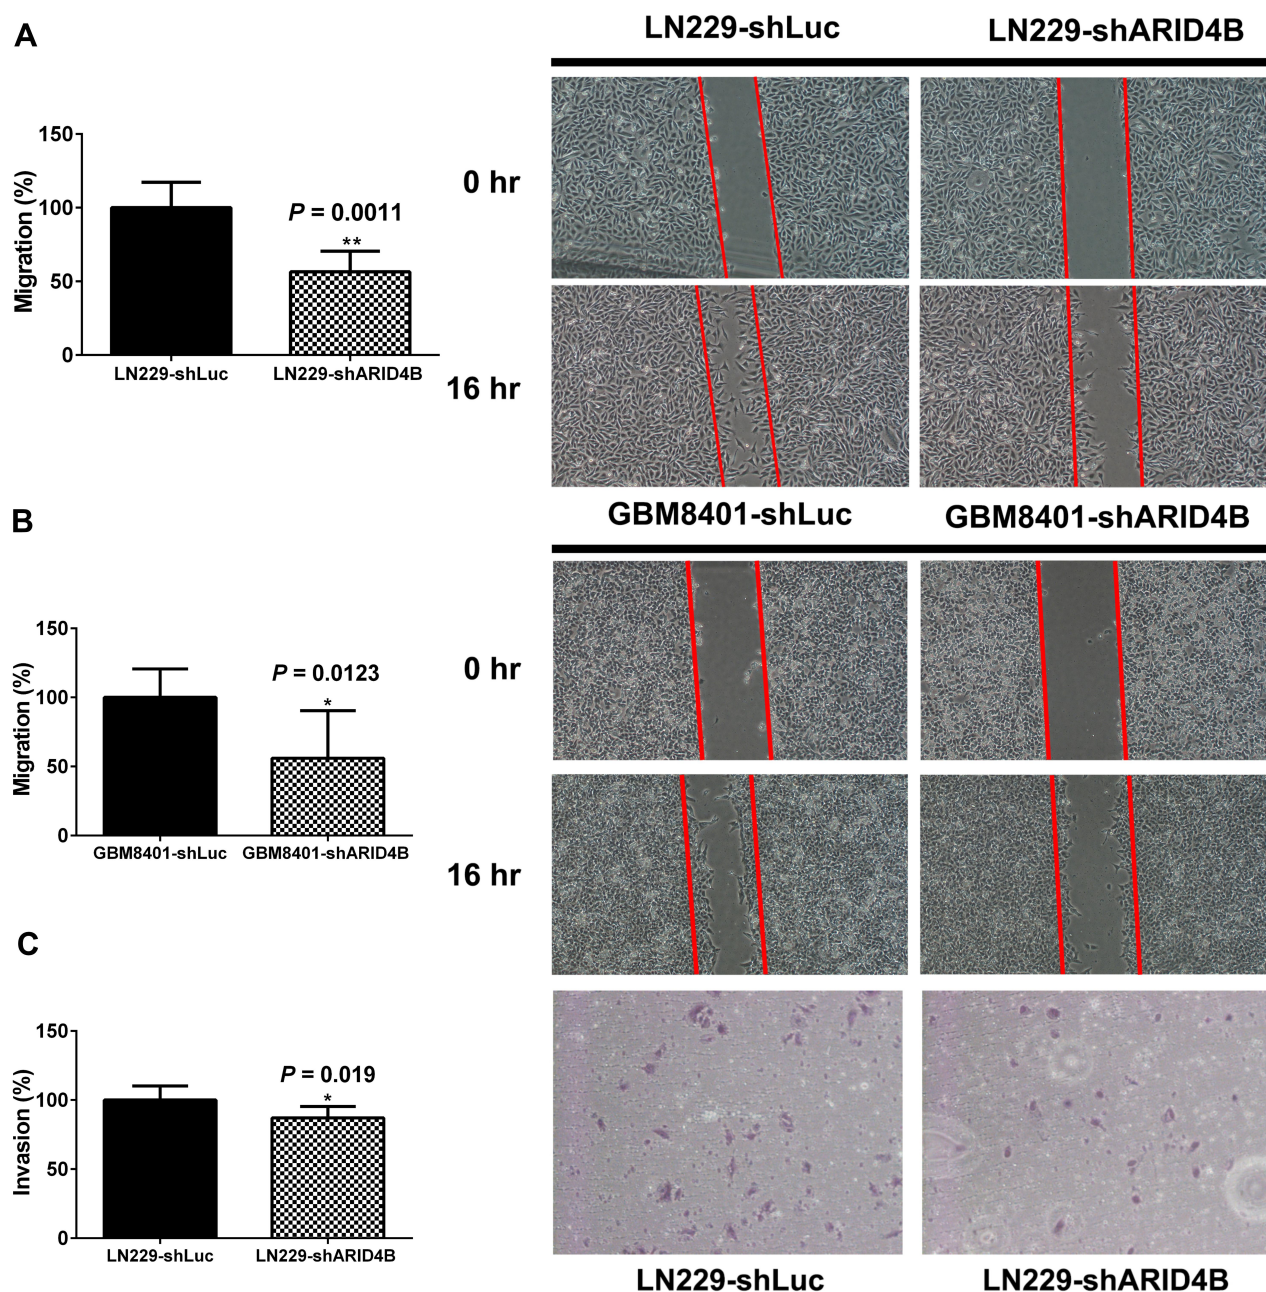 A
LN229-shLuc LN229-shARID4B
150
100
50
0
Migration (%)
P = 0.0011
**
LN229-shLuc LN229-shARID4B
0 hr
16 hr
B
GBM8401-shLuc GBM8401-shARID4B
150
100
50
0
Migration (%)
P = 0.0123
*
GBM8401-shLuc GBM8401-shARID4B
0 hr
16 hr
C
150
100
50
0
Invasion (%)
P = 0.019
*
LN229-shLuc LN229-shARID4B
LN229-shLuc LN229-shARID4B